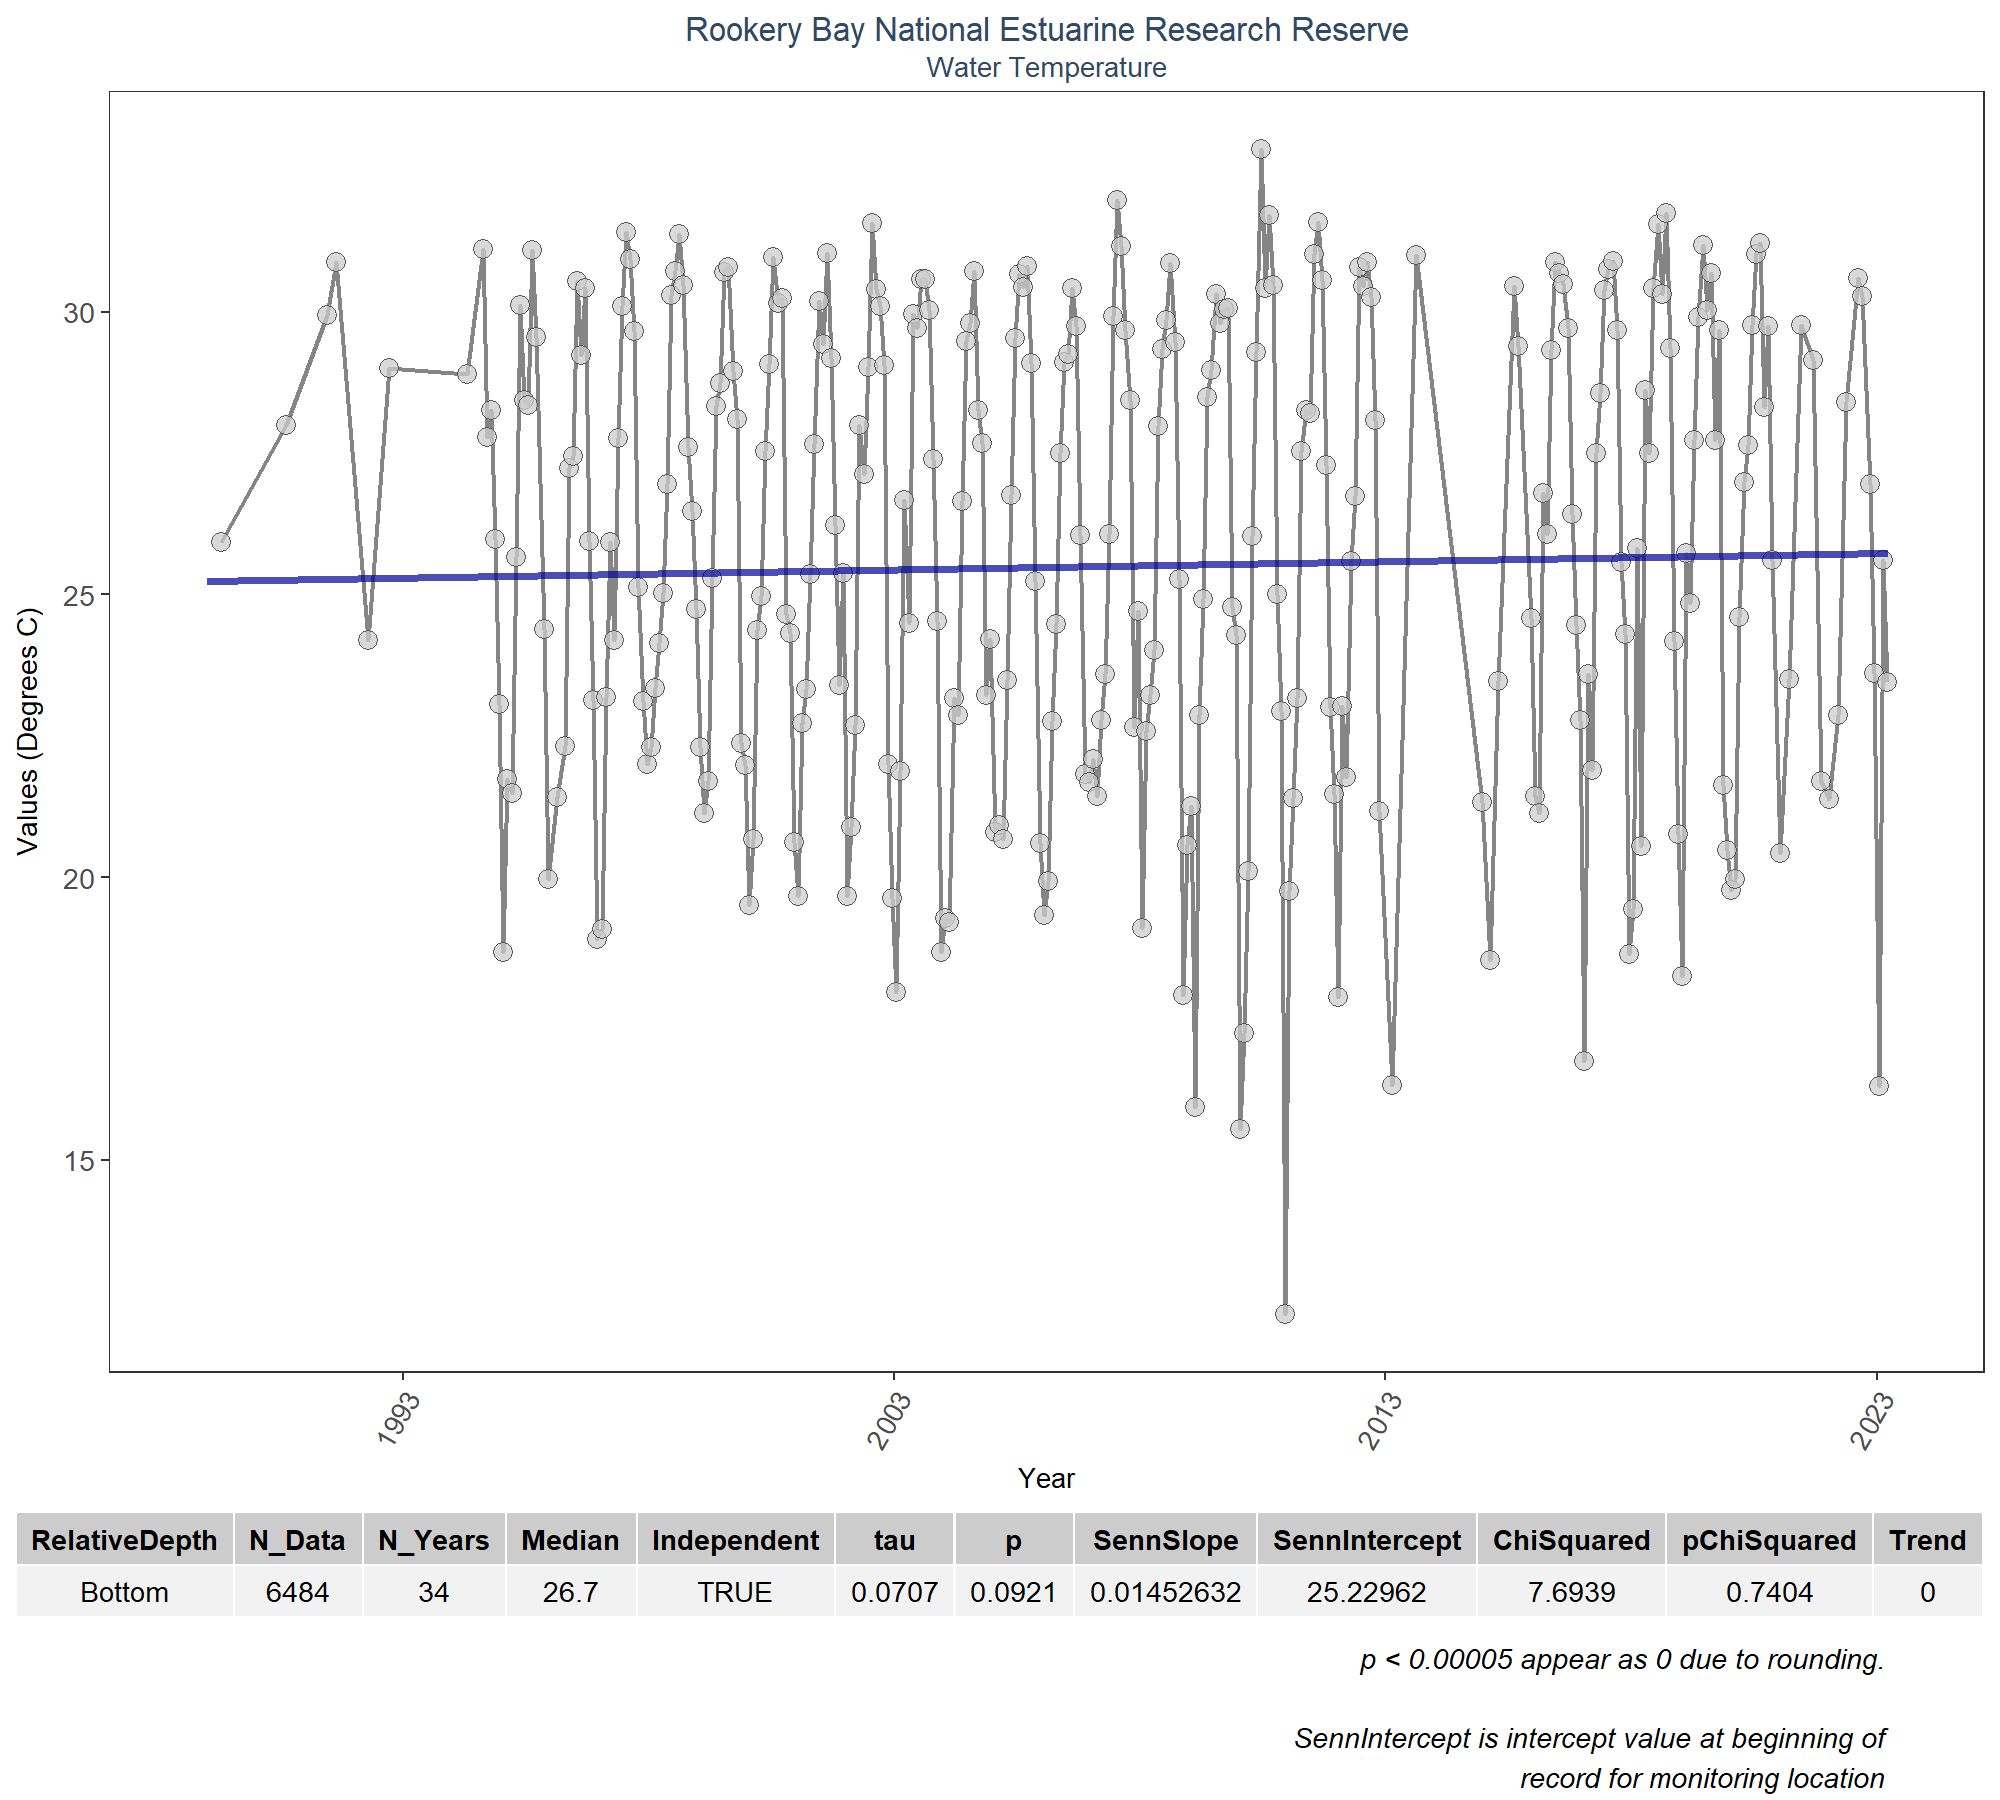 Rookery Bay National Estuarine Research Reserve
Water Temperature
Values (Degrees C)
30
25
20
15
1993
2003
2013
2023
Year
RelativeDepth N_Data N_Years Median Independent tau p SennSlope SennIntercept ChiSquared pChiSquared Trend
Bottom 6484 34 26.7 TRUE 0.0707 0.0921 0.01452632 25.22962 7.6939 0.7404 0
p < 0.00005 appear as 0 due to rounding.
SennIntercept is intercept value at beginning of
record for monitoring location